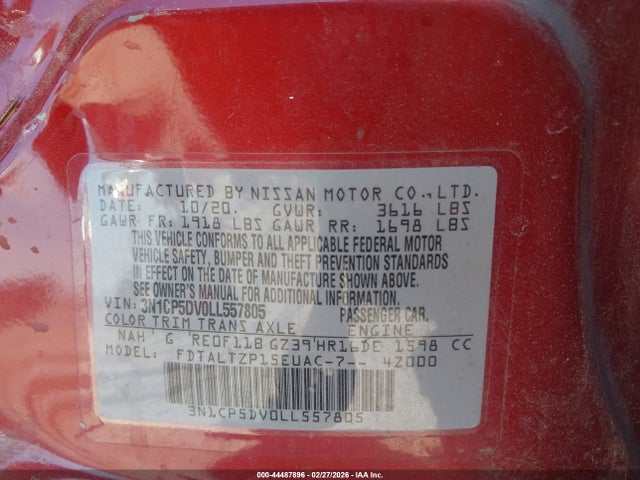 MANUFACTURED BY NISSAN MOTOR CO., LTD.
DATE: 10/20. GVWR: 3616 LBS
GAWR FR: 1918 LBS GAWR RR: 1698 LBS
THIS VEHICLE CONFORMS TO ALL APPLICABLE FEDERAL MOTOR
VEHICLE SAFETY, BUMPER AND THEFT PREVENTION STANDARDS
IN EFFECT ON THE DATE OF MANUFACTURE SHOWN ABOVE.
SEE OWNER'S MANUAL FOR ADDITIONAL INFORMATION.
VIN: 3N1CP5DV0LL557805 PASSENGER CAR.
COLOR TRIM TRANS AXLE ENGINE
NAH G RE0F11B GZ39 HR16DE 1598 CC
MODEL: FDTALTZP15EUAC-7-- 42000
3N1CP5DV0LL557805
000-44487896 - 02/27/2026 - IAA Inc.